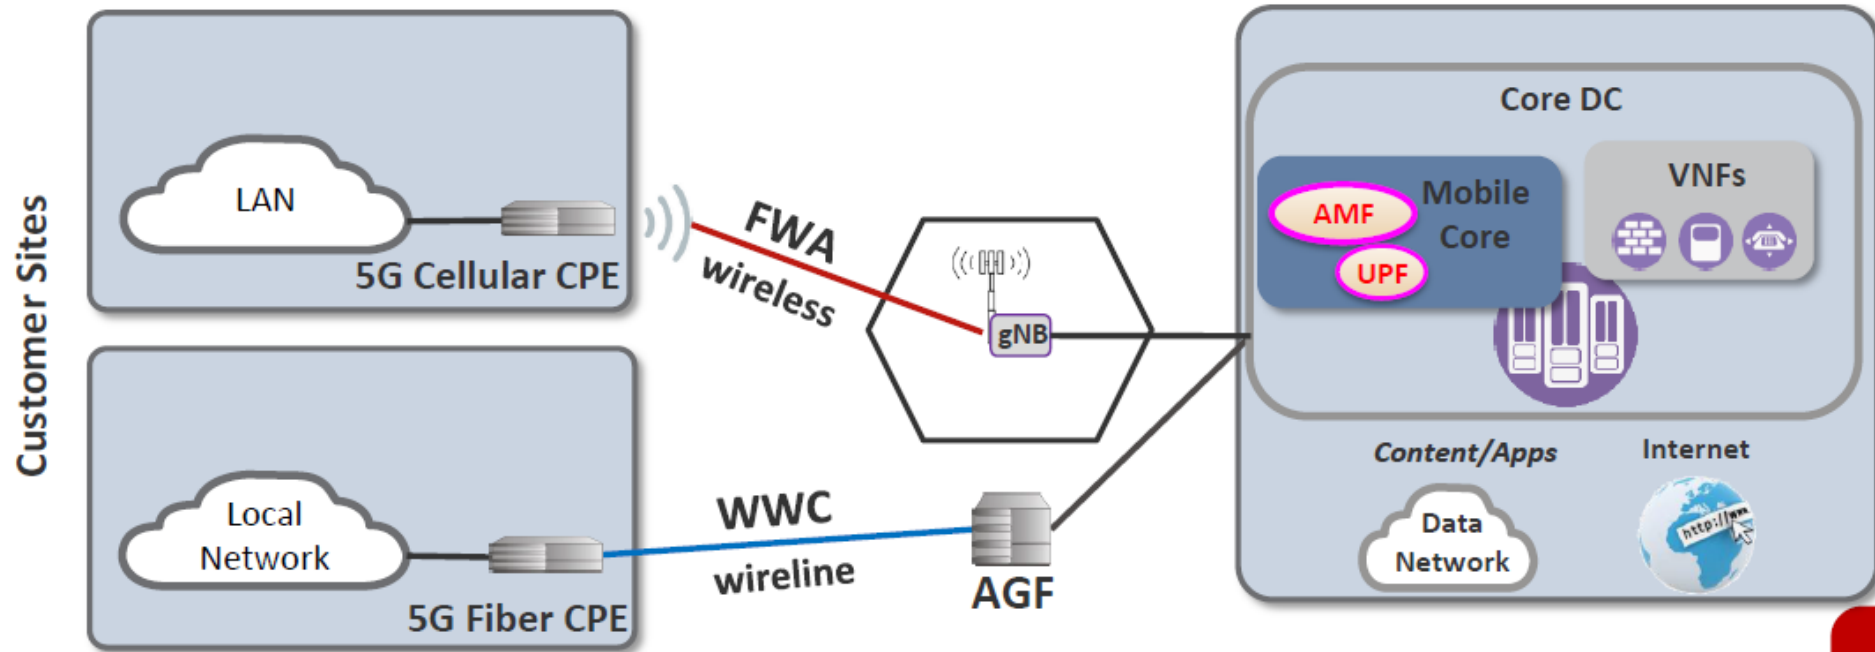 Customer Sites
LAN
5G Cellular CPE
Local
Network
5G Fiber CPE
FWA
wireless
WWC
wireline
gNB
AGF
Core DC
Mobile
Core
AMF
UPF
VNFs
Content/Apps
Data
Network
Internet
http://www